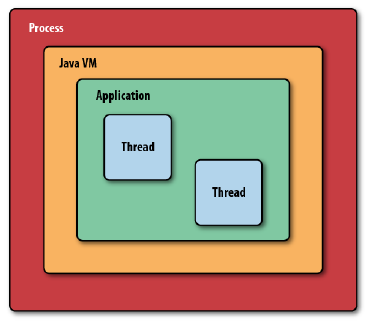 Process
Java VM
Application
Thread
Thread